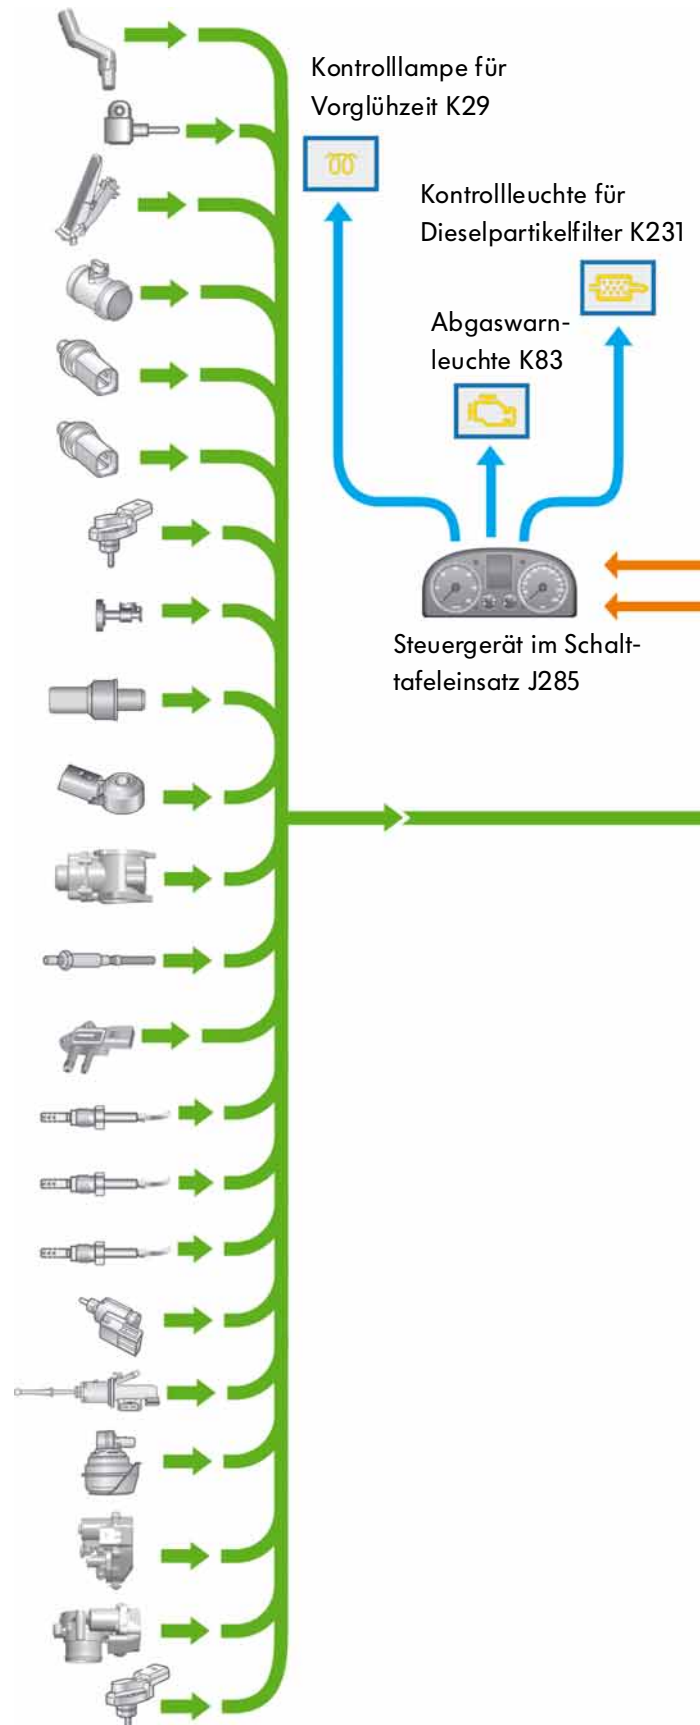 Kontrolllampe für
Vorglühzeit K29
Kontrollleuchte für
Dieselpartikelfilter K231
Abgaswarn-
leuchte K83
Steuergerät im Schalt-
tafeleinsatz J285